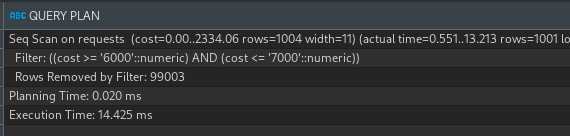 ABC QUERY PLAN
Seq Scan on requests (cost=0.00..2334.06 rows=1004 width=11) (actual time=0.551..13.213 rows=1001 lo
Filter: ((cost >= '6000'::numeric) AND (cost <= '7000'::numeric))
Rows Removed by Filter: 99003
Planning Time: 0.020 ms
Execution Time: 14.425 ms